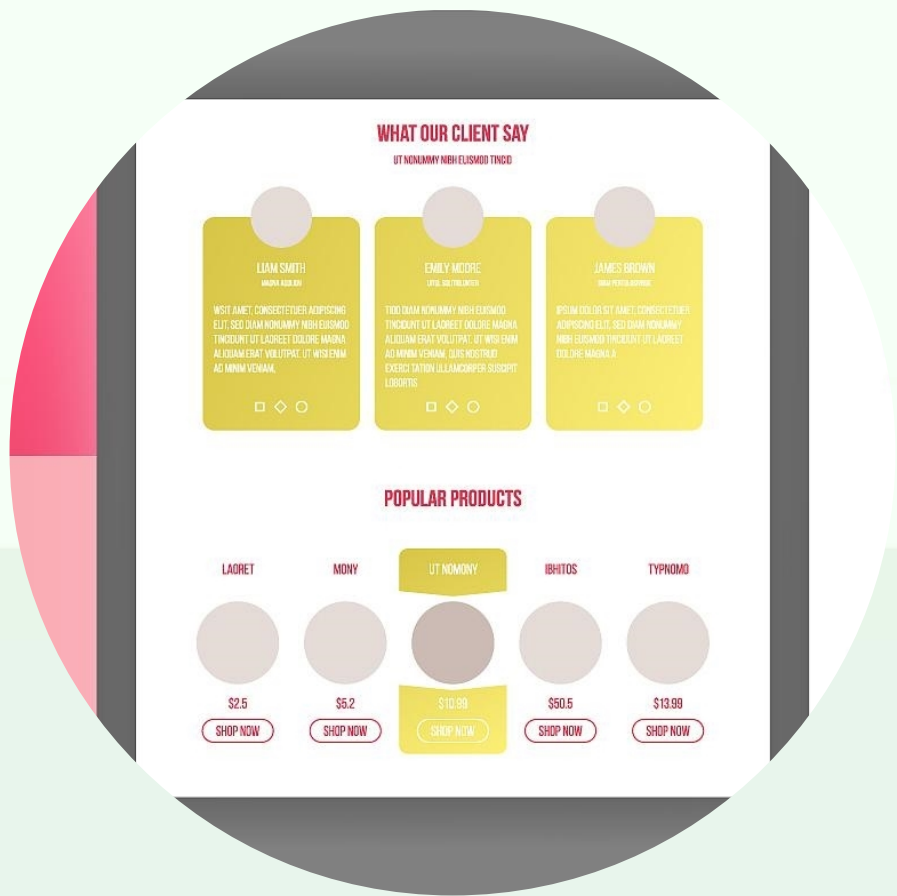 WHAT OUR CLIENT SAY
UT NONUMMY NIBH EUISMOD TINCID
LIAM SMITH
MAGNA ALIQUAM
WSIT AMET, CONSECTETUER ADIPISCING
ELIT, SED DIAM NONUMMY NIBH EUISMOD
TINCIDUNT UT LAOREET DOLORE MAGNA
ALIQUAM ERAT VOLUTPAT. UT WISI ENIM
AD MINIM VENIAM,
EMILY MOORE
TIOD DIAM NONUMMY NIBH EUISMOD
TINCIDUNT UT LAOREET DOLORE MAGNA
ALIQUAM ERAT VOLUTPAT. UT WISI ENIM
AD MINIM VENIAM, QUIS NOSTRUD
EXERCI TATION ULLAMCORPER SUSCIPIT
LOBORTIS
JAMES BROWN
IPSUM DOLOR SIT AMET, CONSECTETUER
ADIPISCING ELIT, SED DIAM NONUMMY
NIBH EUISMOD TINCIDUNT UT LAOREET
DOLORE MAGNA A
POPULAR PRODUCTS
LAORET
MONY
UT NOMONY
IBHITOS
TYPNOMO
$2.5
$5.2
$10.99
$50.5
$13.99
SHOP NOW
SHOP NOW
SHOP NOW
SHOP NOW
SHOP NOW